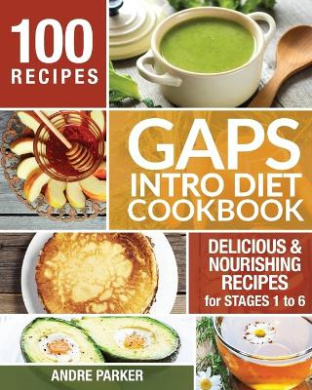 100
RECIPES
GAPS
INTRO DIET
COOKBOOK
DELICIOUS &
NOURISHING
RECIPES
for STAGES 1 to 6
ANDRE PARKER